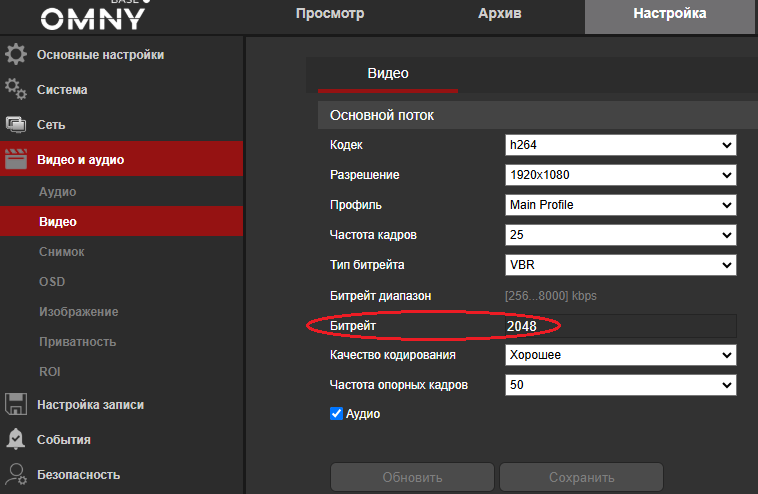 BASE
OMNY
Просмотр
Архив
Настройка
Основные настройки
Система
Сеть
Видео и аудио
Аудио
Видео
Снимок
OSD
Изображение
Приватность
ROI
Настройка записи
События
Безопасность
Видео
Основной поток
Кодек h264
Разрешение 1920x1080
Профиль Main Profile
Частота кадров 25
Тип битрейта VBR
Битрейт диапазон [256...8000] kbps
Битрейт 2048
Качество кодирования Хорошее
Частота опорных кадров 50
Аудио
Обновить
Сохранить